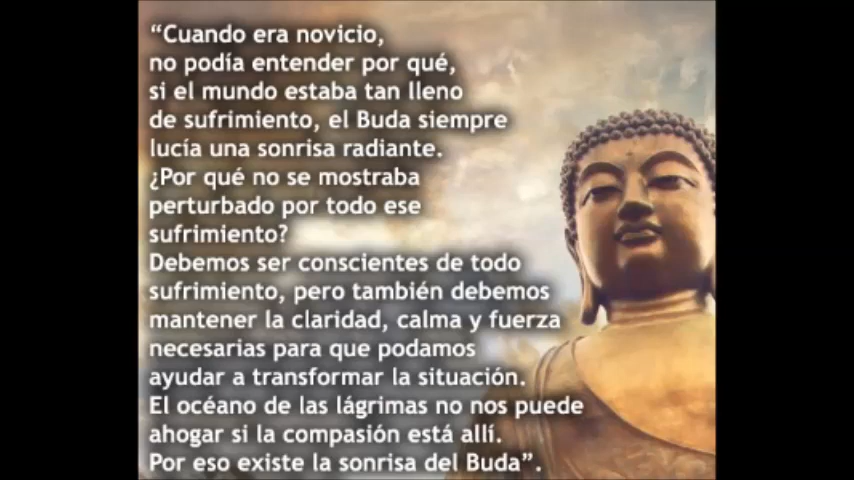 “Cuando era novicio,
no podía entender por qué,
si el mundo estaba tan lleno
de sufrimiento, el Buda siempre
lucía una sonrisa radiante.
¿Por qué no se mostraba
perturbado por todo ese
sufrimiento?
Debemos ser conscientes de todo
sufrimiento, pero también debemos
mantener la claridad, calma y fuerza
necesarias para que podamos
ayudar a transformar la situación.
El océano de las lágrimas no nos puede
ahogar si la compasión está allí.
Por eso existe la sonrisa del Buda”.